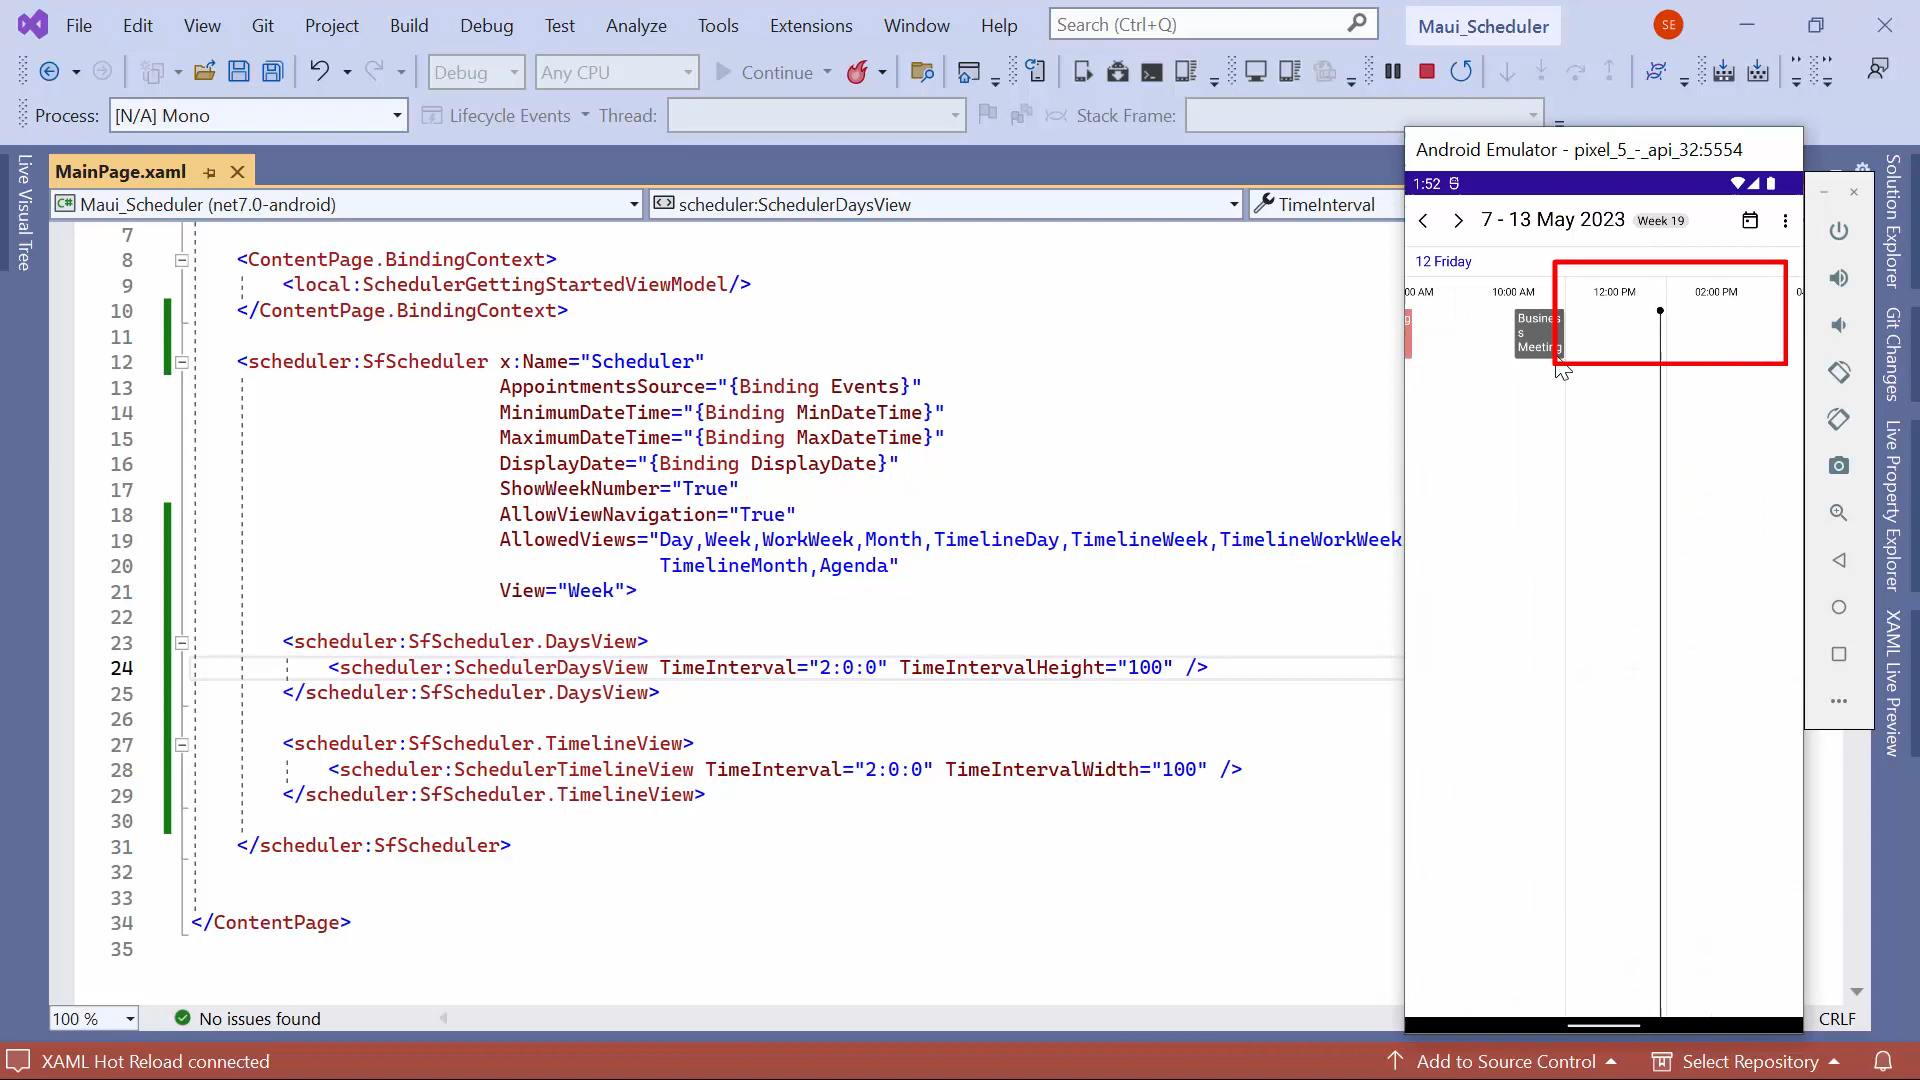 File Edit View Git Project Build Debug Test Analyze Tools Extensions Window Help Search (Ctrl+Q) Maui_Scheduler SE
Debug Any CPU Continue
Process: [N/A] Mono Lifecycle Events Thread: Stack Frame:
Live Visual Tree
MainPage.xaml
Maui_Scheduler (net7.0-android) scheduler:SchedulerDaysView TimeInterval
7
8 <ContentPage.BindingContext>
9 <local:SchedulerGettingStartedViewModel/>
10 </ContentPage.BindingContext>
11
12 <scheduler:SfScheduler x:Name="Scheduler"
13 AppointmentsSource="{Binding Events}"
14 MinimumDateTime="{Binding MinDateTime}"
15 MaximumDateTime="{Binding MaxDateTime}"
16 DisplayDate="{Binding DisplayDate}"
17 ShowWeekNumber="True"
18 AllowViewNavigation="True"
19 AllowedViews="Day,Week,WorkWeek,Month,TimelineDay,TimelineWeek,TimelineWorkWeek
20 TimelineMonth,Agenda"
21 View="Week">
22
23 <scheduler:SfScheduler.DaysView>
24 <scheduler:SchedulerDaysView TimeInterval="2:0:0" TimeIntervalHeight="100" />
25 </scheduler:SfScheduler.DaysView>
26
27 <scheduler:SfScheduler.TimelineView>
28 <scheduler:SchedulerTimelineView TimeInterval="2:0:0" TimeIntervalWidth="100" />
29 </scheduler:SfScheduler.TimelineView>
30
31 </scheduler:SfScheduler>
32
33
34 </ContentPage>
35
Android Emulator - pixel_5_-_api_32:5554
1:52
7 - 13 May 2023 Week 19
12 Friday
00 AM 10:00 AM 12:00 PM 02:00 PM
g
Busines
s
Meeting
Solution Explorer
Git Changes
Live Property Explorer
XAML Live Preview
100 % No issues found CRLF
XAML Hot Reload connected Add to Source Control Select Repository